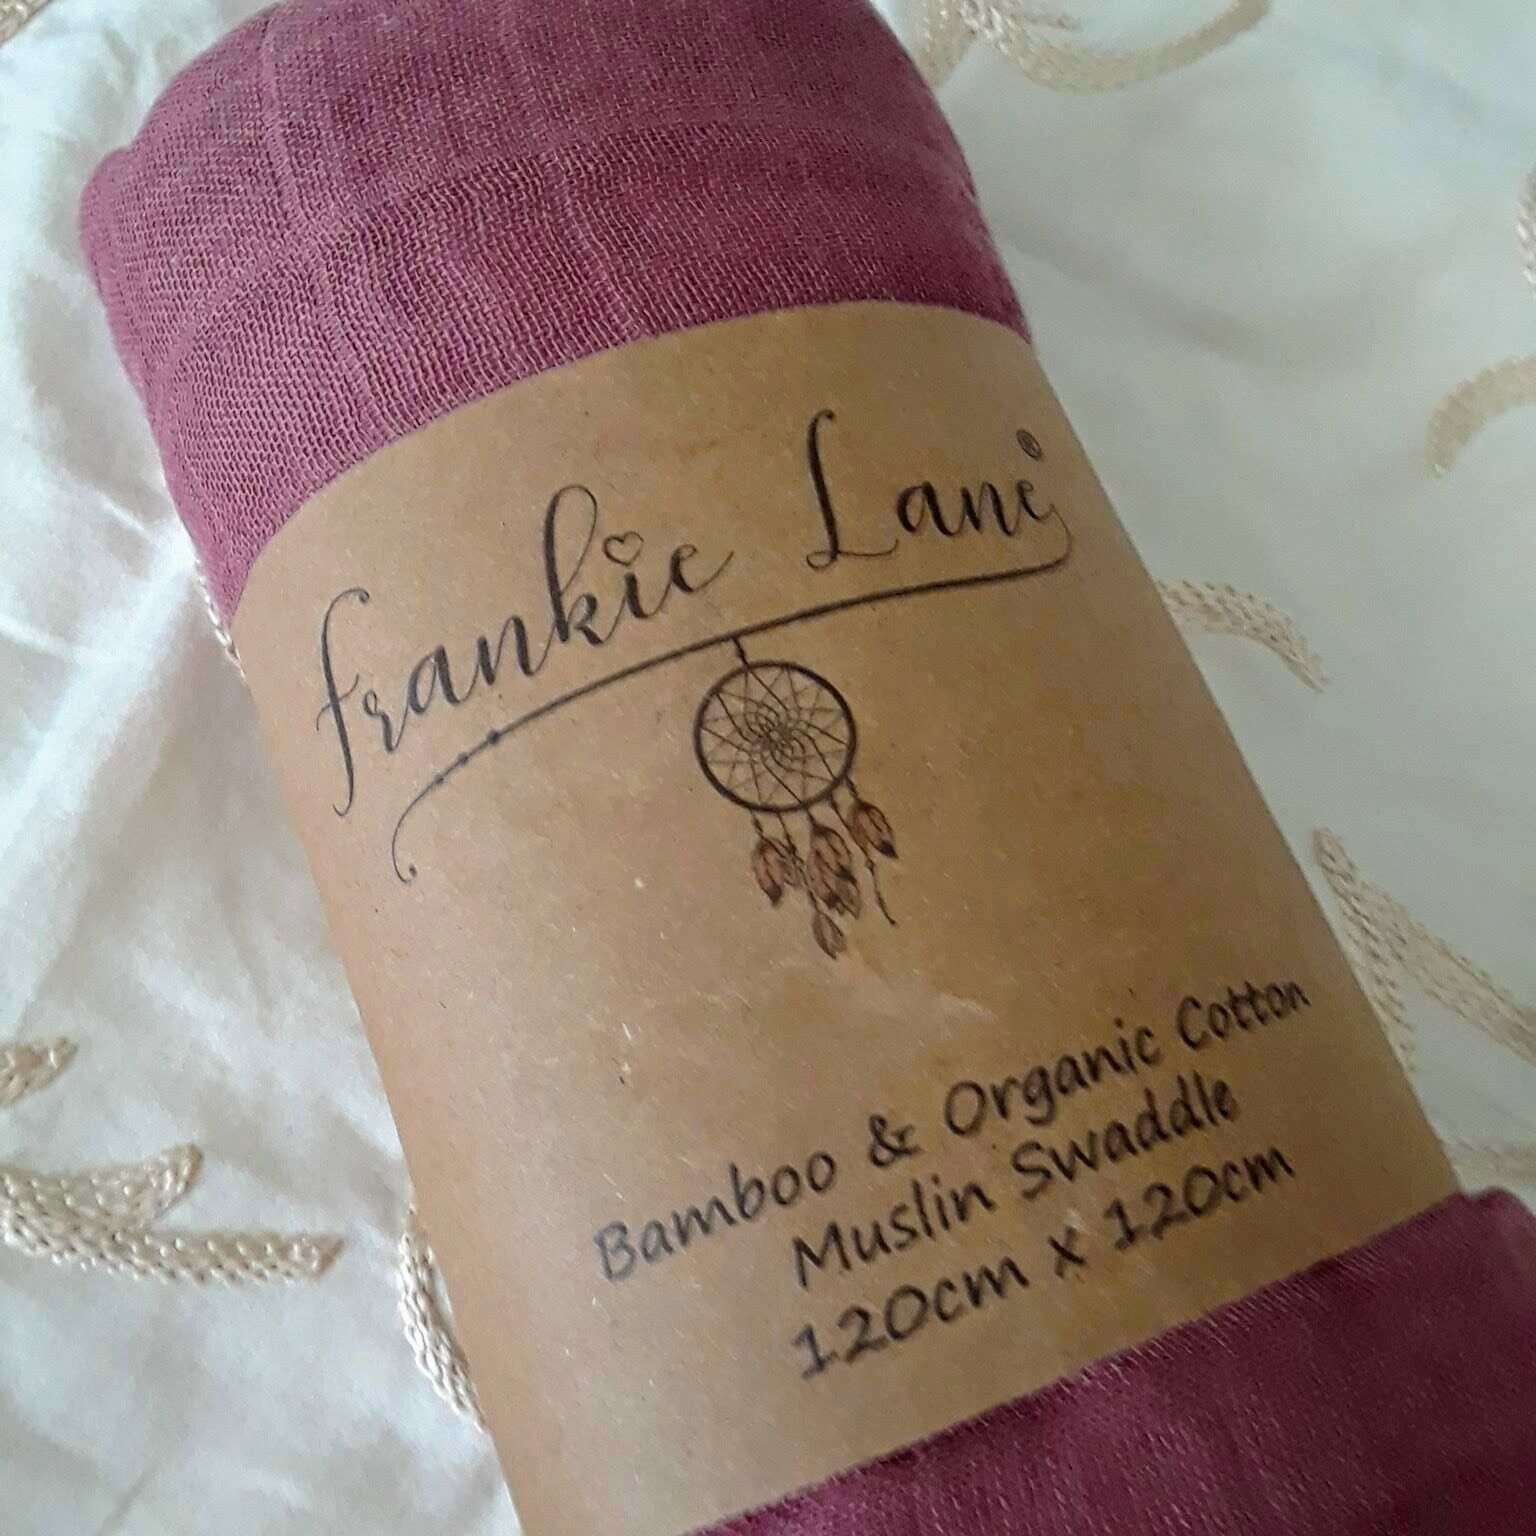 Frankie Lane®
Bamboo & Organic Cotton
Muslin Swaddle
120cm x 120cm